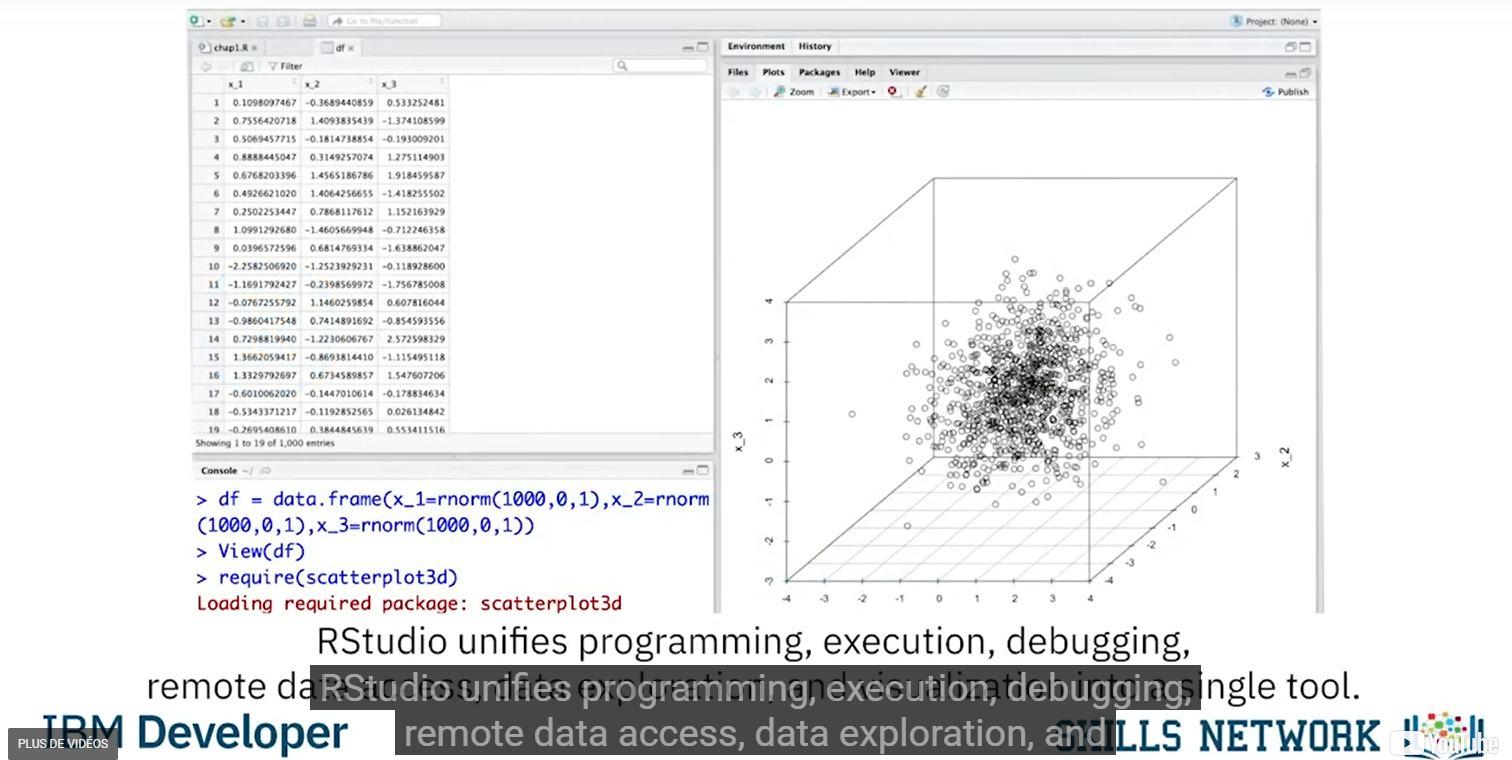 Go to file/function
Project: (None)
chap1.R
df
Filter
x_1 x_2 x_3
1 0.1098097467 -0.3689440859 0.533252481
2 0.7556420718 1.4093835439 -1.374108599
3 0.5069457715 -0.1814738854 -0.193009201
4 0.8888445047 0.3149257074 1.275114903
5 0.6768203396 1.4565186786 1.918459587
6 0.4926621020 1.4064256655 -1.418255502
7 0.2502253447 0.7868117612 1.152163929
8 1.0991292680 -1.4605669948 -0.712246358
9 0.0396572596 0.6814769334 -1.638862047
10 -2.2582506920 -1.2523929231 -0.118928600
11 -1.1691792427 -0.2398569972 -1.756785008
12 -0.0767255792 1.1460259854 0.607816044
13 -0.9860417548 0.7414891692 -0.854593556
14 0.7298819940 -1.2230606767 2.572598329
15 1.3662059417 -0.8693814410 -1.115495118
16 1.3329792697 0.6734589857 1.547607206
17 -0.6010062020 -0.1447010614 -0.178834634
18 -0.5343371217 -0.1192852565 0.026134842
19 -0.2695408610 0.3844845639 0.553411516
Showing 1 to 19 of 1,000 entries
Console ~/
> df = data.frame(x_1=rnorm(1000,0,1),x_2=rnorm
(1000,0,1),x_3=rnorm(1000,0,1))
> View(df)
> require(scatterplot3d)
Loading required package: scatterplot3d
Environment History
Files Plots Packages Help Viewer
Zoom Export Publish
4
3
2
1
0
-1
-2
-3
x_3
-4 -3 -2 -1 0 1 2 3 4
3
2
1
0
-1
-2
-3
-4
x_2
RStudio unifies programming, execution, debugging,
remote data access, data exploration, and visualization into a single tool.
RStudio unifies programming, execution, debugging,
remote data access, data exploration, and
IBM Developer
SKILLS NETWORK
PLUS DE VIDÉOS
YouTube